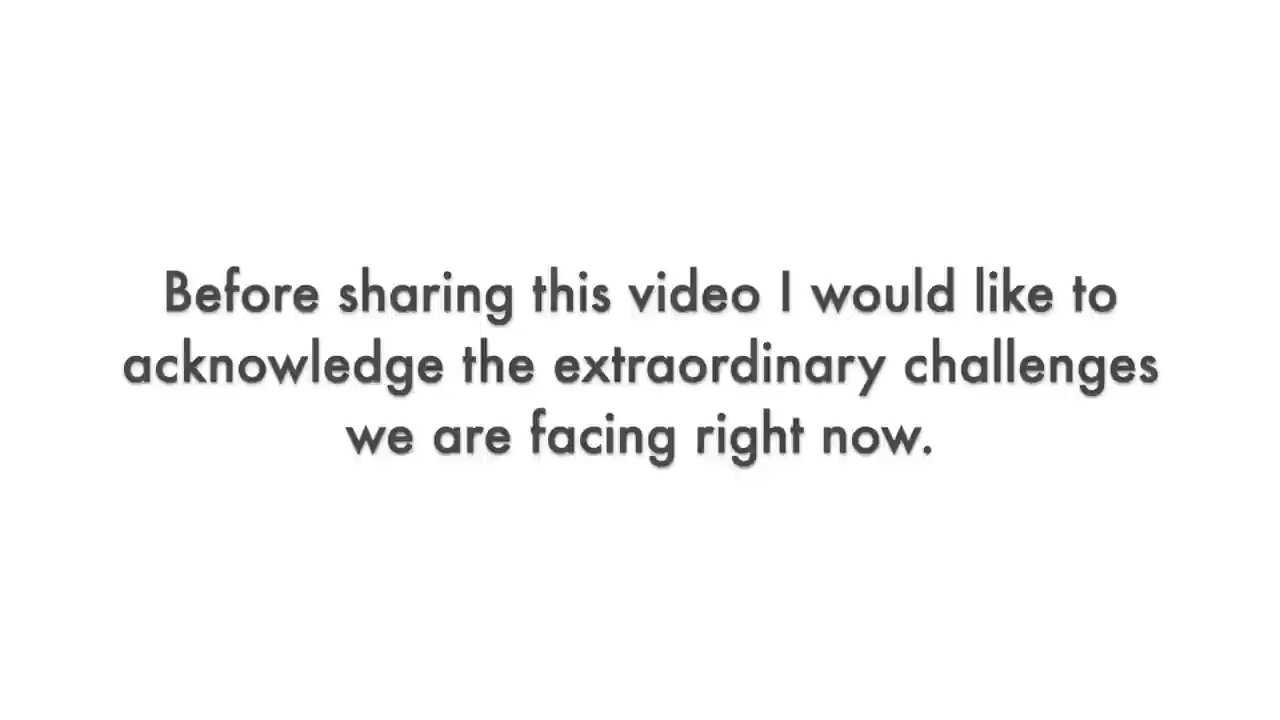 Before sharing this video I would like to
acknowledge the extraordinary challenges
we are facing right now.